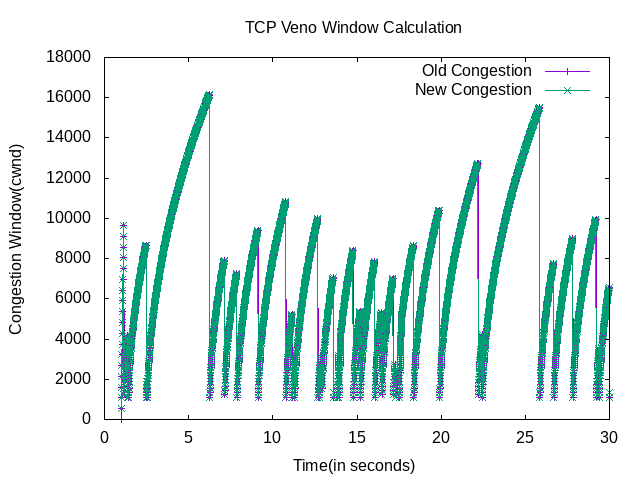 TCP Veno Window Calculation
Old Congestion
New Congestion
Congestion Window(cwnd)
18000
16000
14000
12000
10000
8000
6000
4000
2000
0
0 5 10 15 20 25 30
Time(in seconds)